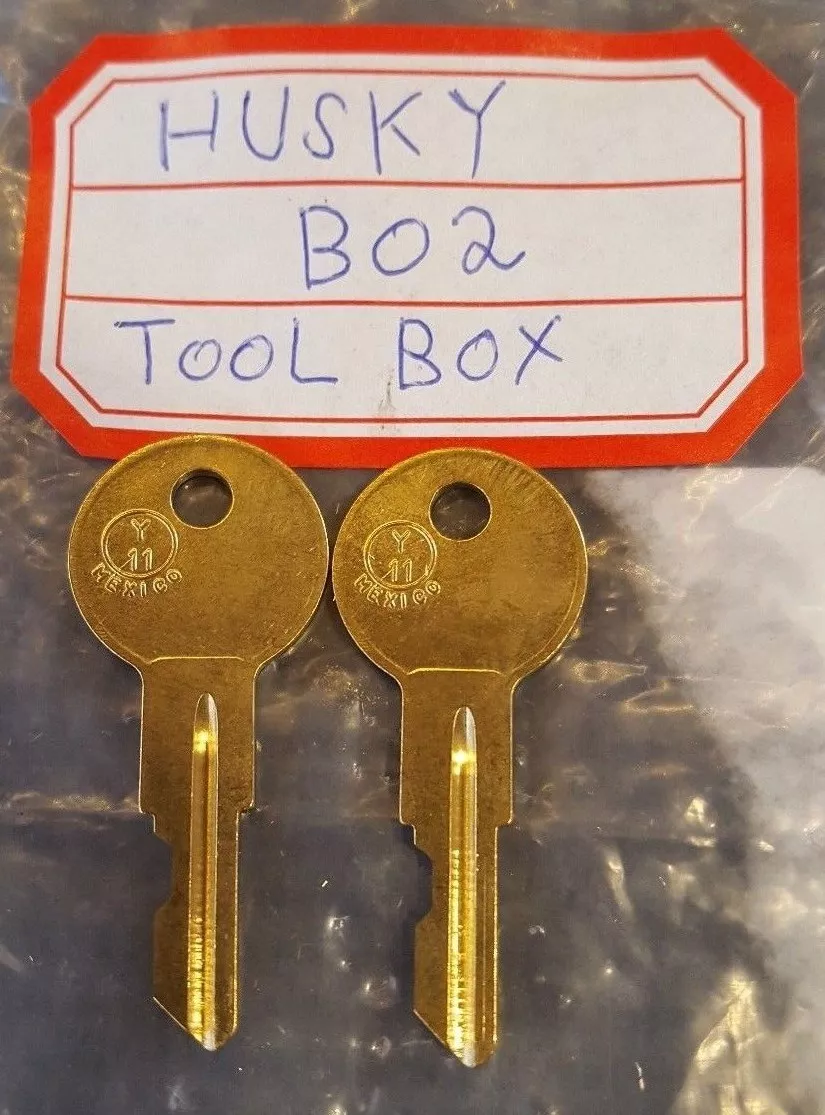 HUSKY
B02
TOOL BOX
Y
11
MEXICO
Y
11
MEXICO